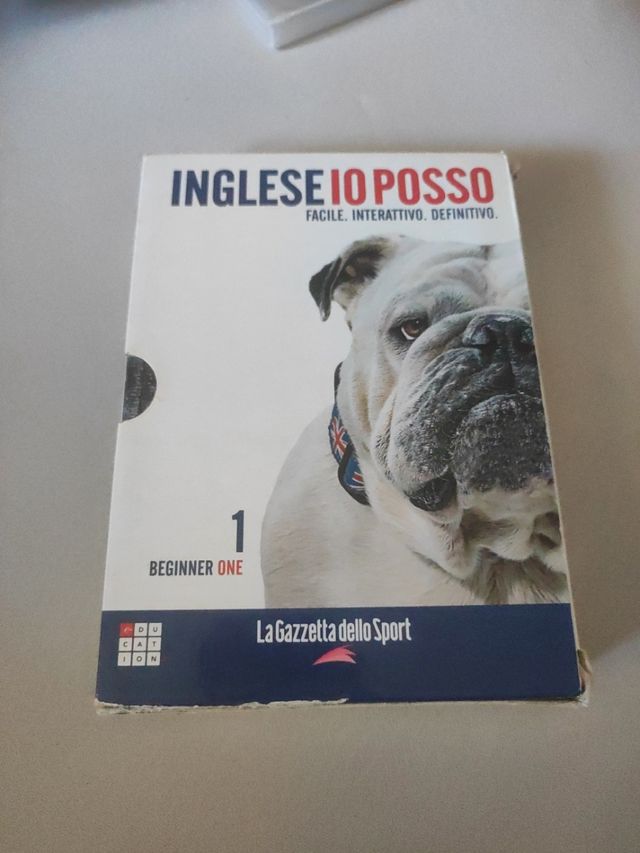 INGLESE IO POSSO
FACILE. INTERATTIVO. DEFINITIVO.
1
BEGINNER ONE
e-DU
CAT
ION
La Gazzetta dello Sport